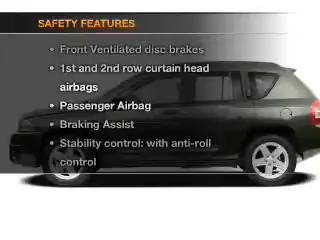 SAFETY FEATURES
• Front Ventilated disc brakes
• 1st and 2nd row curtain head
airbags
• Passenger Airbag
• Braking Assist
• Stability control: with anti-roll
control